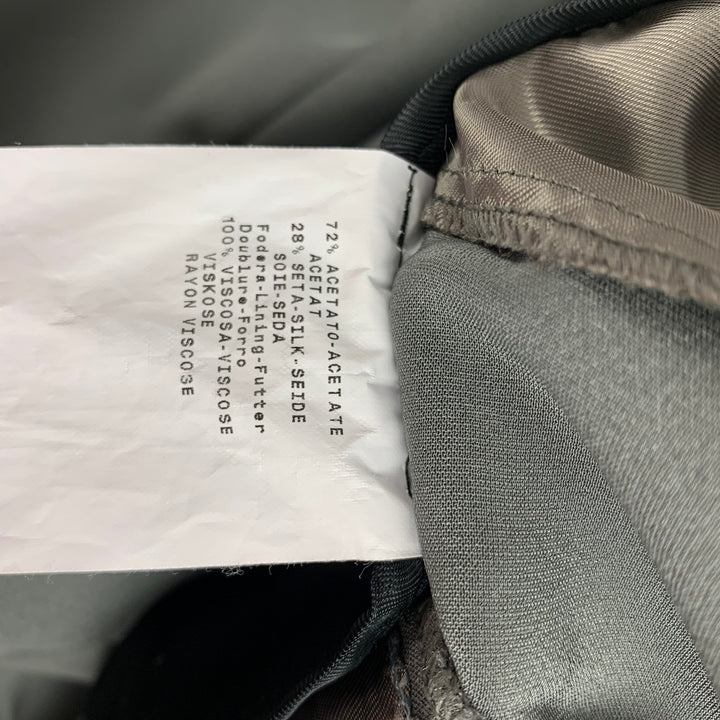 72% ACETATO-ACETATE
ACETAT
28% SETA-SILK-SEIDE
SOIE-SEDA
Fodera-Lining-Futter
Doublure-Forro
100% VISCOSA-VISCOSE
VISKOSE
RAYON VISCOSE